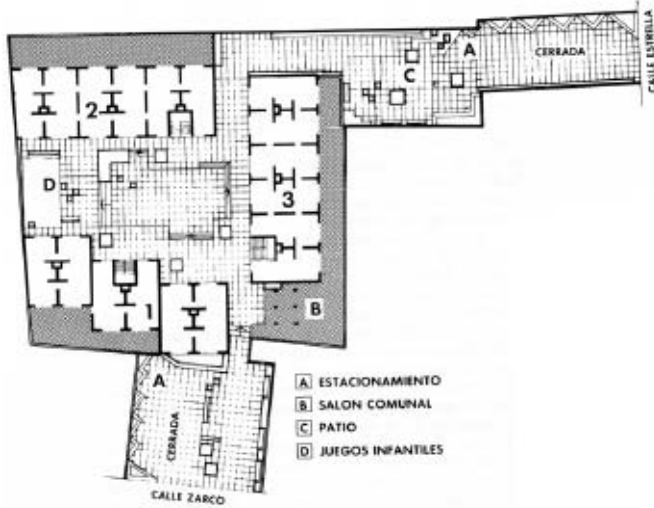 CALLE ESTRELLA
A
CERRADA
C
2
3
D
1
B
A
CERRADA
CALLE ZARCO
A ESTACIONAMIENTO
B SALON COMUNAL
C PATIO
D JUEGOS INFANTILES